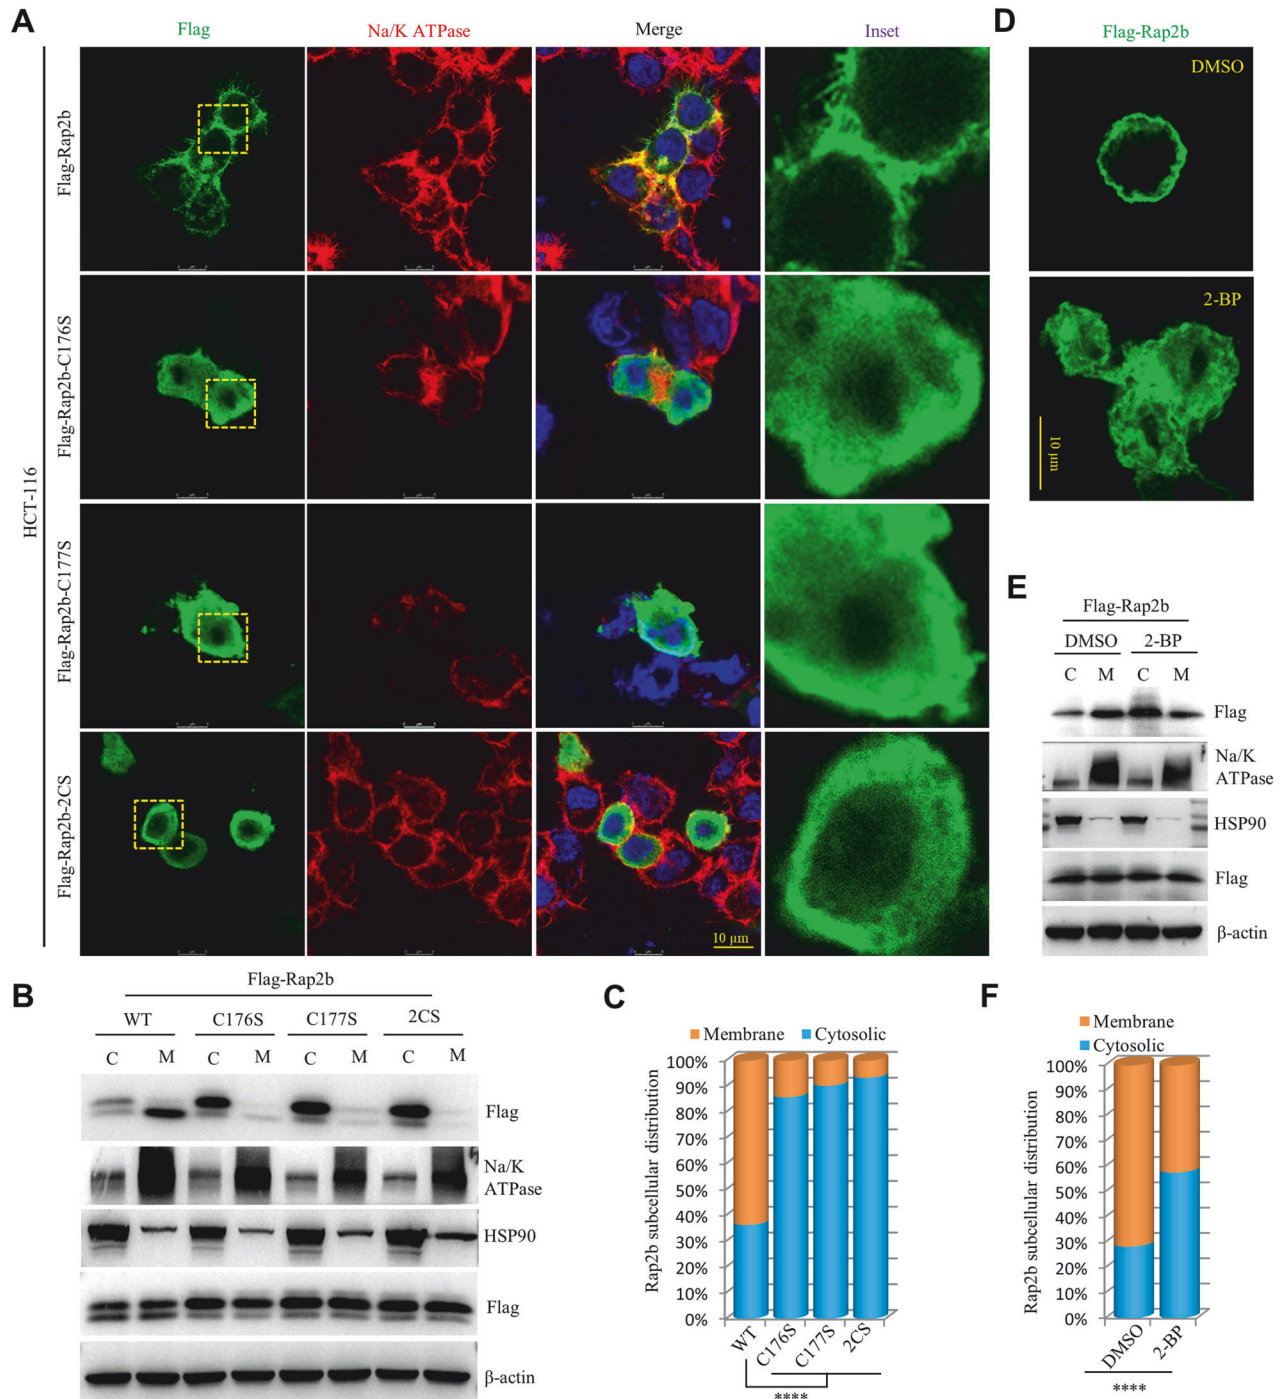 A
Flag
Na/K ATPase
Merge
Inset
HCT-116
Flag-Rap2b
Flag-Rap2b-C176S
Flag-Rap2b-C177S
Flag-Rap2b-2CS
10 μm
D
Flag-Rap2b
DMSO
2-BP
10 μm
E
Flag-Rap2b
DMSO 2-BP
C M C M
Flag
Na/K
ATPase
HSP90
Flag
β-actin
B
Flag-Rap2b
WT C176S C177S 2CS
C M C M C M C M
Flag
Na/K
ATPase
HSP90
Flag
β-actin
C
Membrane Cytosolic
Rap2b subcellular distribution
100%
90%
80%
70%
60%
50%
40%
30%
20%
10%
0%
WT C176S C177S 2CS
****
F
Membrane
Cytosolic
Rap2b subcellular distribution
100%
90%
80%
70%
60%
50%
40%
30%
20%
10%
0%
DMSO 2-BP
****